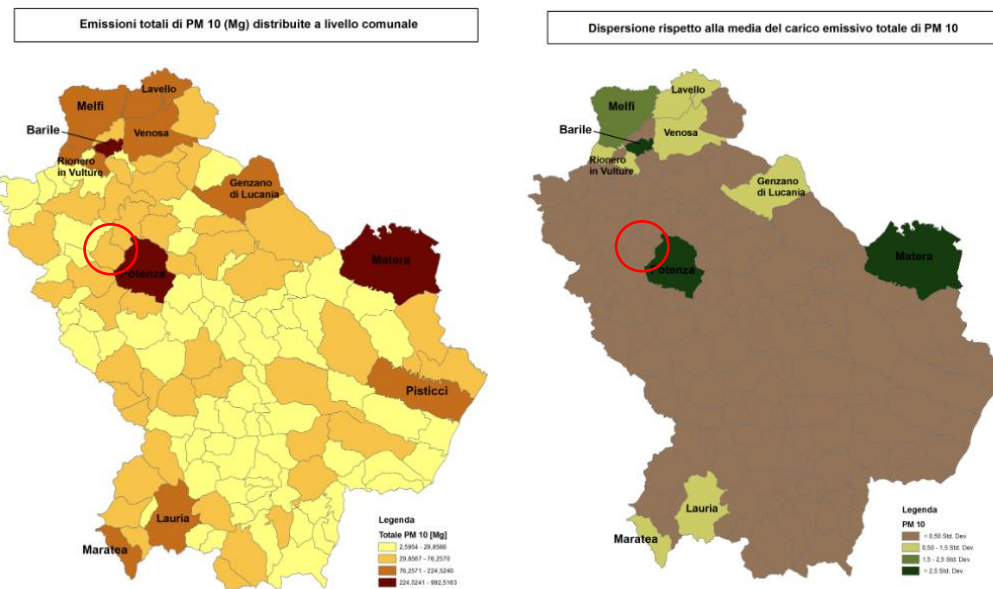 Emissioni totali di PM 10 (Mg) distribuite a livello comunale
Lavello
Melfi
Barile
Venosa
Rionero
in Vulture
Genzano
di Lucania
Potenza
Matera
Pisticci
Lauria
Maratea
Legenda
Totale PM 10 [Mg]
2,5954 - 29,8566
29,8567 - 76,2570
76,2571 - 224,5240
224,5241 - 992,5163
Dispersione rispetto alla media del carico emissivo totale di PM 10
Lavello
Melfi
Barile
Venosa
Rionero
in Vulture
Genzano
di Lucania
Potenza
Matera
Lauria
Maratea
Legenda
PM 10
< 0,50 Std. Dev.
0,50 - 1,5 Std. Dev.
1,5 - 2,5 Std. Dev.
> 2,5 Std. Dev.